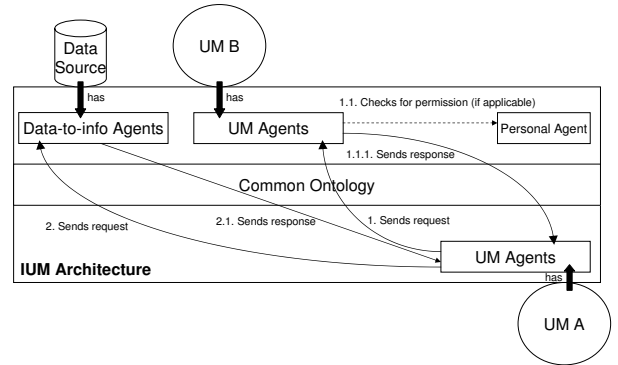 Data
Source
UM B
has
has
1.1. Checks for permission (if applicable)
Data-to-info Agents
UM Agents
Personal Agent
1.1.1. Sends response
Common Ontology
2. Sends request
2.1. Sends response
1. Sends request
UM Agents
IUM Architecture
has
UM A